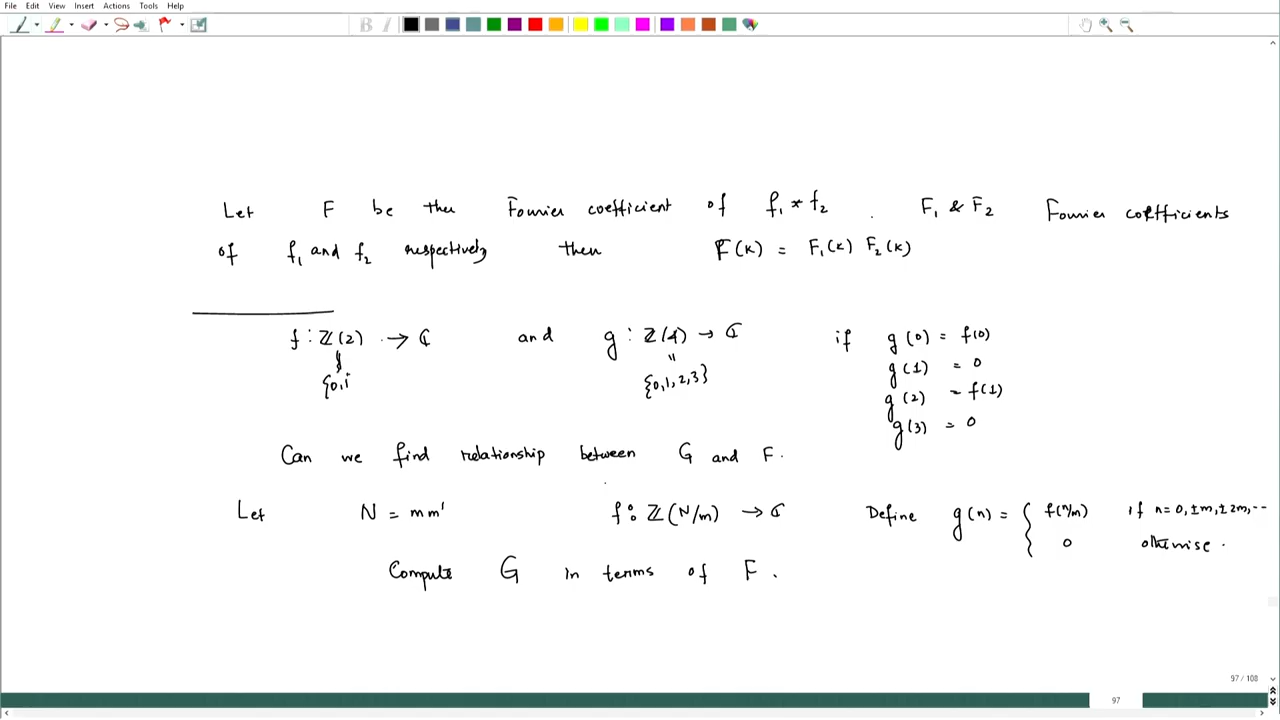 File Edit View Insert Actions Tools Help
B I
Let F be the Fourier coefficient of f₁ * f₂ . F₁ & F₂ Fourier coefficients
of f₁ and f₂ respectively then F(k) = F₁(k) F₂(k)
f : ℤ(2) → ℂ and g : ℤ(4) → ℂ if g(0) = f(0)
{0,1 {0,1,2,3} g(1) = 0
g(2) = f(1)
g(3) = 0
Can we find relationship between G and F.
Let N = mm' f : ℤ(N/m) → ℂ Define g(n) = { f(n/m) if n = 0, ±m, ±2m, --
0 otherwise .
Compute G in terms of F .
97 / 108
97